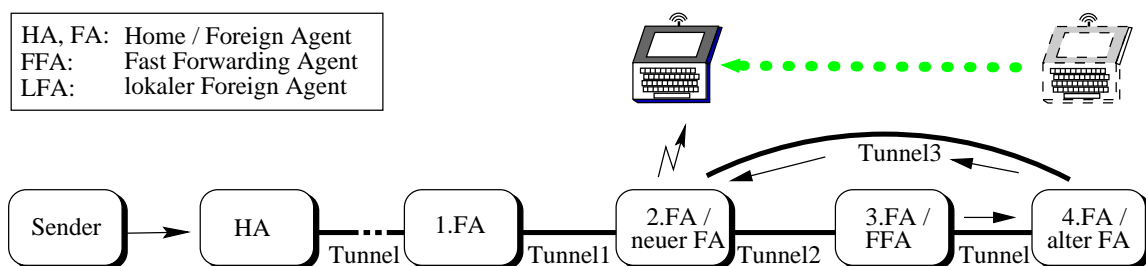 HA, FA: Home / Foreign Agent
FFA: Fast Forwarding Agent
LFA: lokaler Foreign Agent
Tunnel3
Sender
HA
Tunnel
1.FA
Tunnel1
2.FA /
neuer FA
Tunnel2
3.FA /
FFA
Tunnel
4.FA /
alter FA